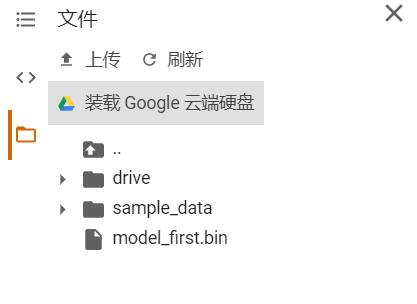 文件
上传 刷新
装载 Google 云端硬盘
..
drive
sample_data
model_first.bin